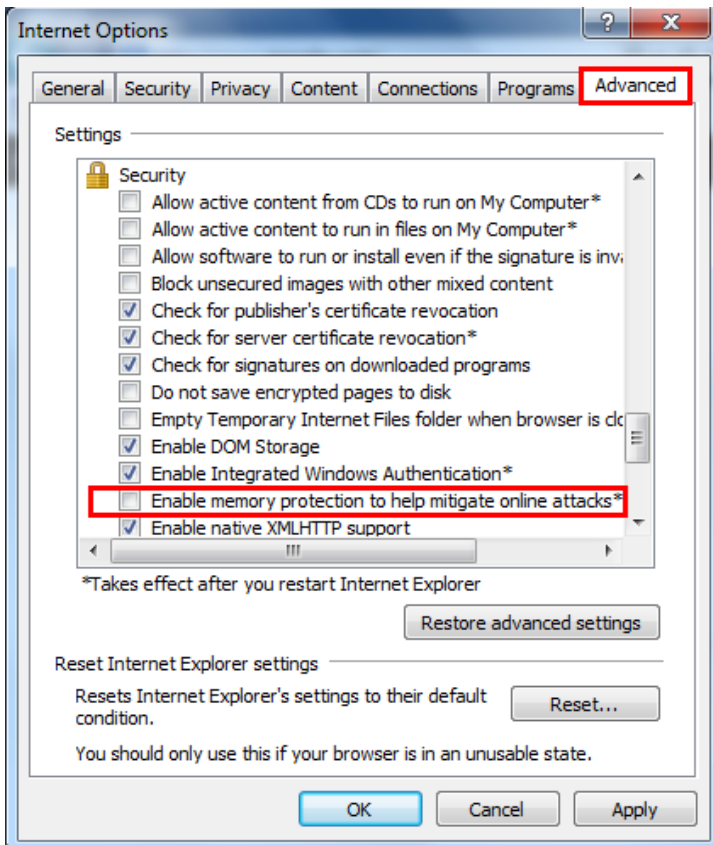 Internet Options
General Security Privacy Content Connections Programs Advanced
Settings
Security
Allow active content from CDs to run on My Computer*
Allow active content to run in files on My Computer*
Allow software to run or install even if the signature is inva
Block unsecured images with other mixed content
Check for publisher's certificate revocation
Check for server certificate revocation*
Check for signatures on downloaded programs
Do not save encrypted pages to disk
Empty Temporary Internet Files folder when browser is clo
Enable DOM Storage
Enable Integrated Windows Authentication*
Enable memory protection to help mitigate online attacks*
Enable native XMLHTTP support
*Takes effect after you restart Internet Explorer
Restore advanced settings
Reset Internet Explorer settings
Resets Internet Explorer's settings to their default
condition.
Reset...
You should only use this if your browser is in an unusable state.
OK Cancel Apply